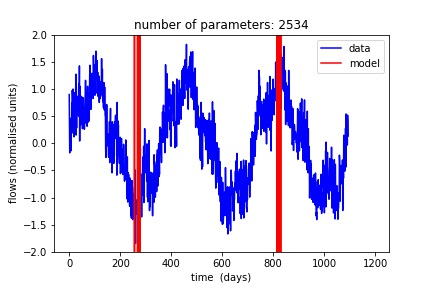 number of parameters: 2534
2.0
1.5
1.0
0.5
0.0
−0.5
−1.0
−1.5
−2.0
flows (normalised units)
data
model
0 200 400 600 800 1000 1200
time (days)